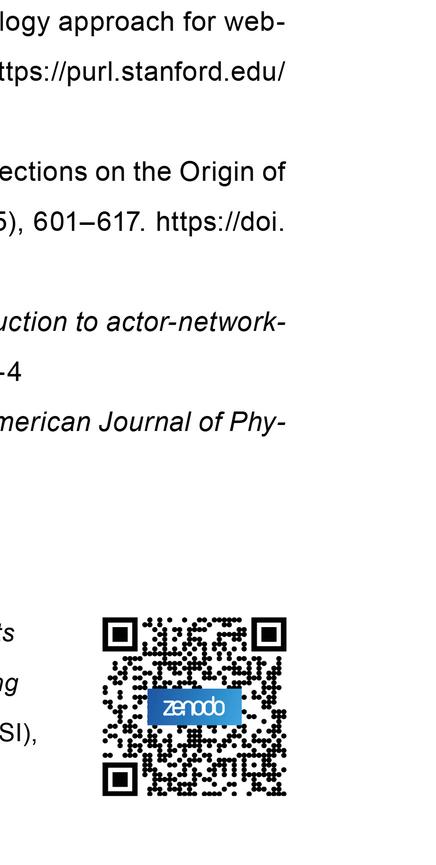 logy approach for web-
ttps://purl.stanford.edu/
ections on the Origin of
5), 601–617. https://doi.
uction to actor-network-
-4
merican Journal of Phy-
ts
ng
SI),
zenodo